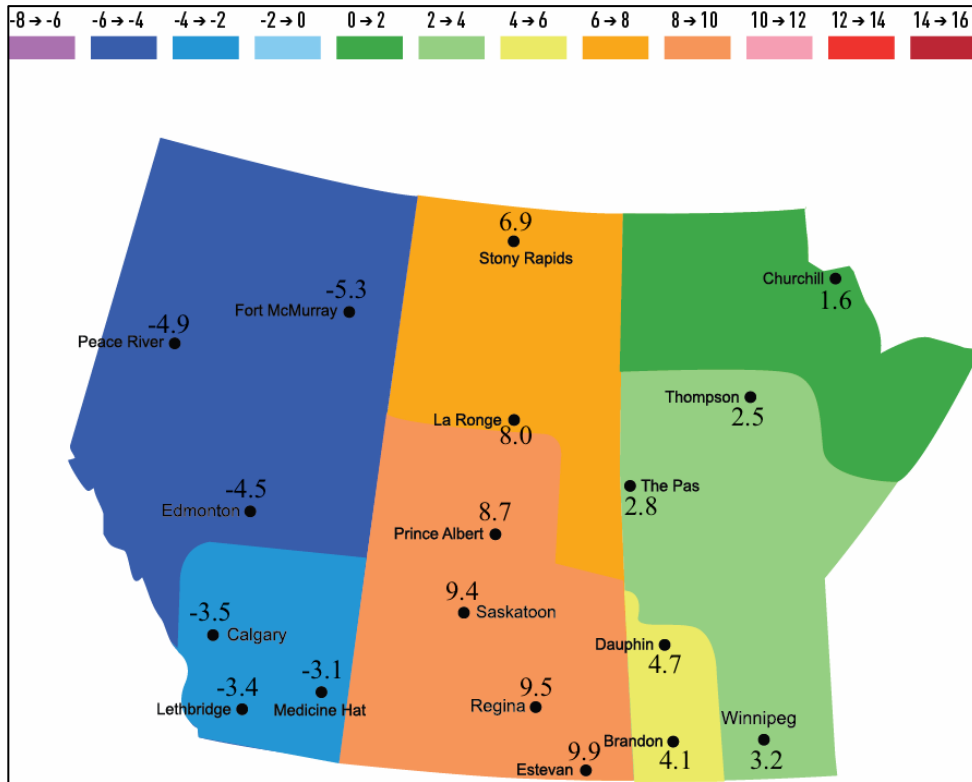 -8 → -6 -6 → -4 -4 → -2 -2 → 0 0 → 2 2 → 4 4 → 6 6 → 8 8 → 10 10 → 12 12 → 14 14 → 16
6.9
Stony Rapids
Churchill
1.6
-5.3
Fort McMurray
-4.9
Peace River
Thompson
2.5
La Ronge
8.0
The Pas
2.8
-4.5
Edmonton
8.7
Prince Albert
9.4
Saskatoon
-3.5
Calgary
Dauphin
4.7
-3.1
Medicine Hat
-3.4
Lethbridge
9.5
Regina
Winnipeg
3.2
Brandon
4.1
9.9
Estevan